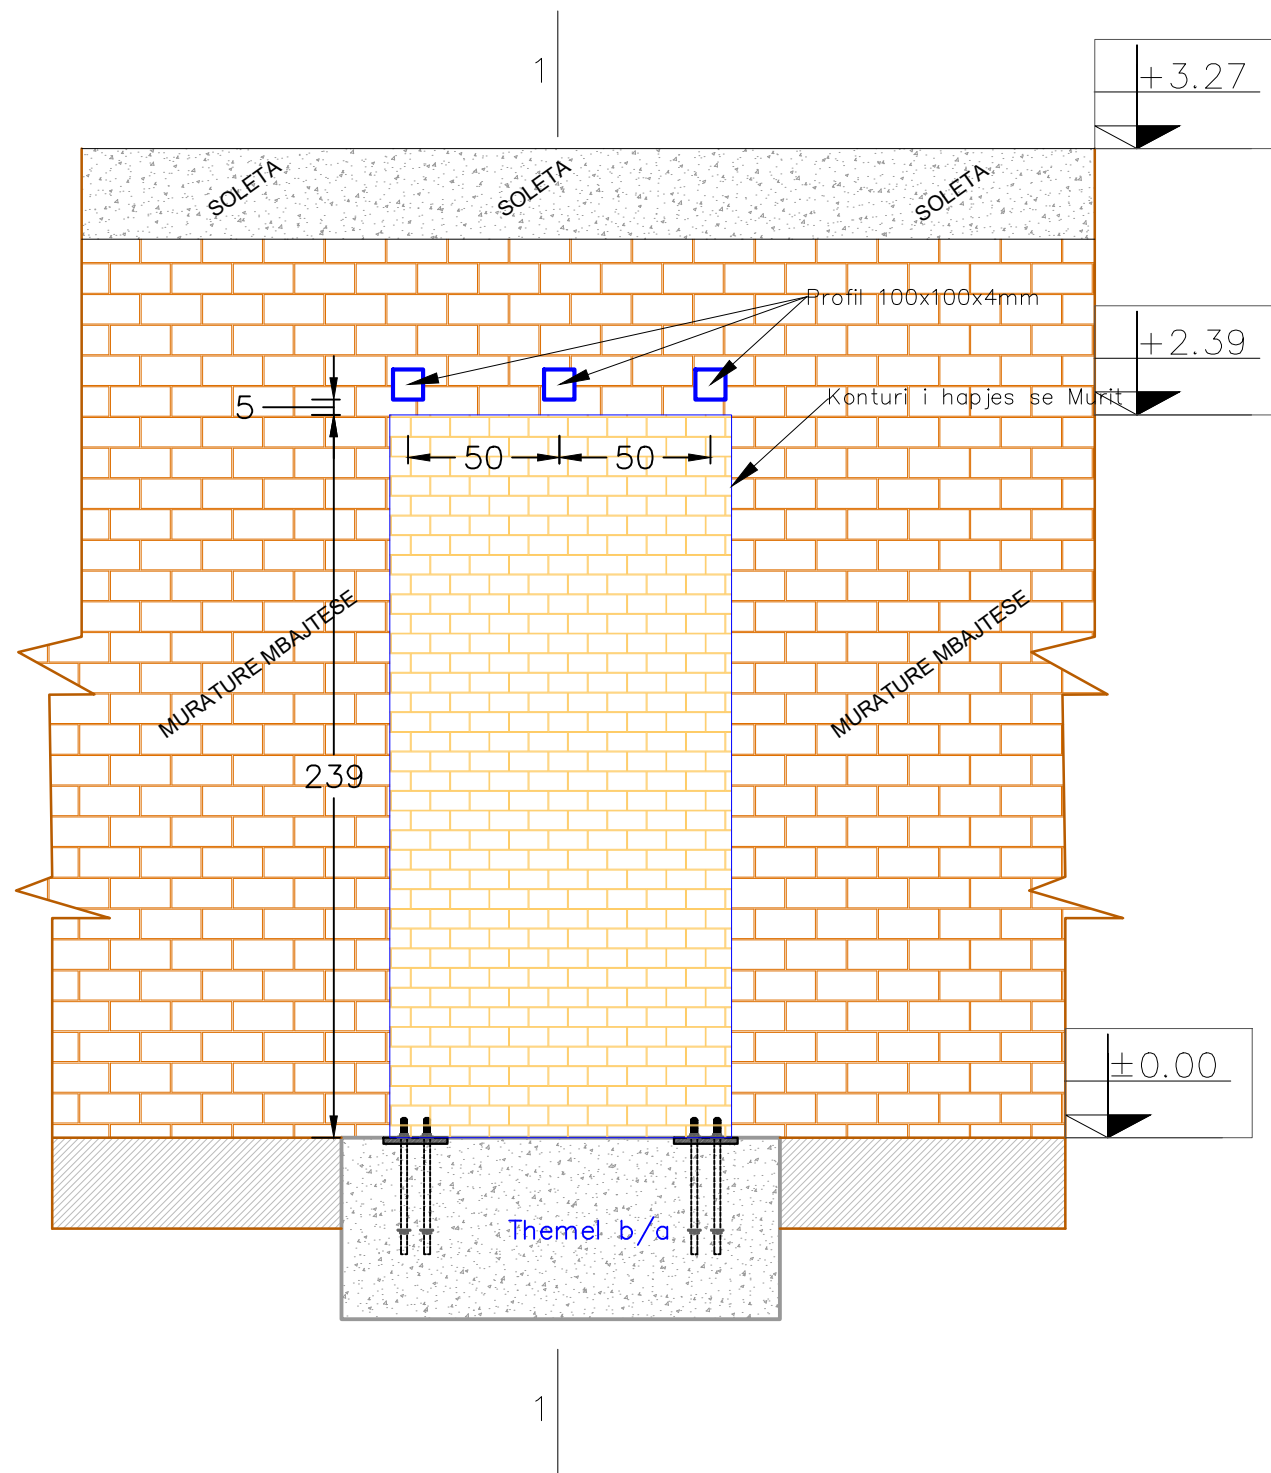 1
+3.27
SOLETA
SOLETA
SOLETA
Profil 100x100x4mm
+2.39
Konturi i hapjes se Murit
5
50
50
MURATURE MBAJTESE
MURATURE MBAJTESE
239
±0.00
Themel b/a
1